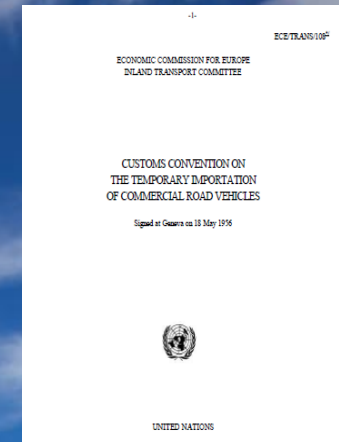 -1-
ECE/TRANS/108
ECONOMIC COMMISSION FOR EUROPE
INLAND TRANSPORT COMMITTEE
CUSTOMS CONVENTION ON
THE TEMPORARY IMPORTATION
OF COMMERCIAL ROAD VEHICLES
Signed at Geneva on 18 May 1956
UNITED NATIONS